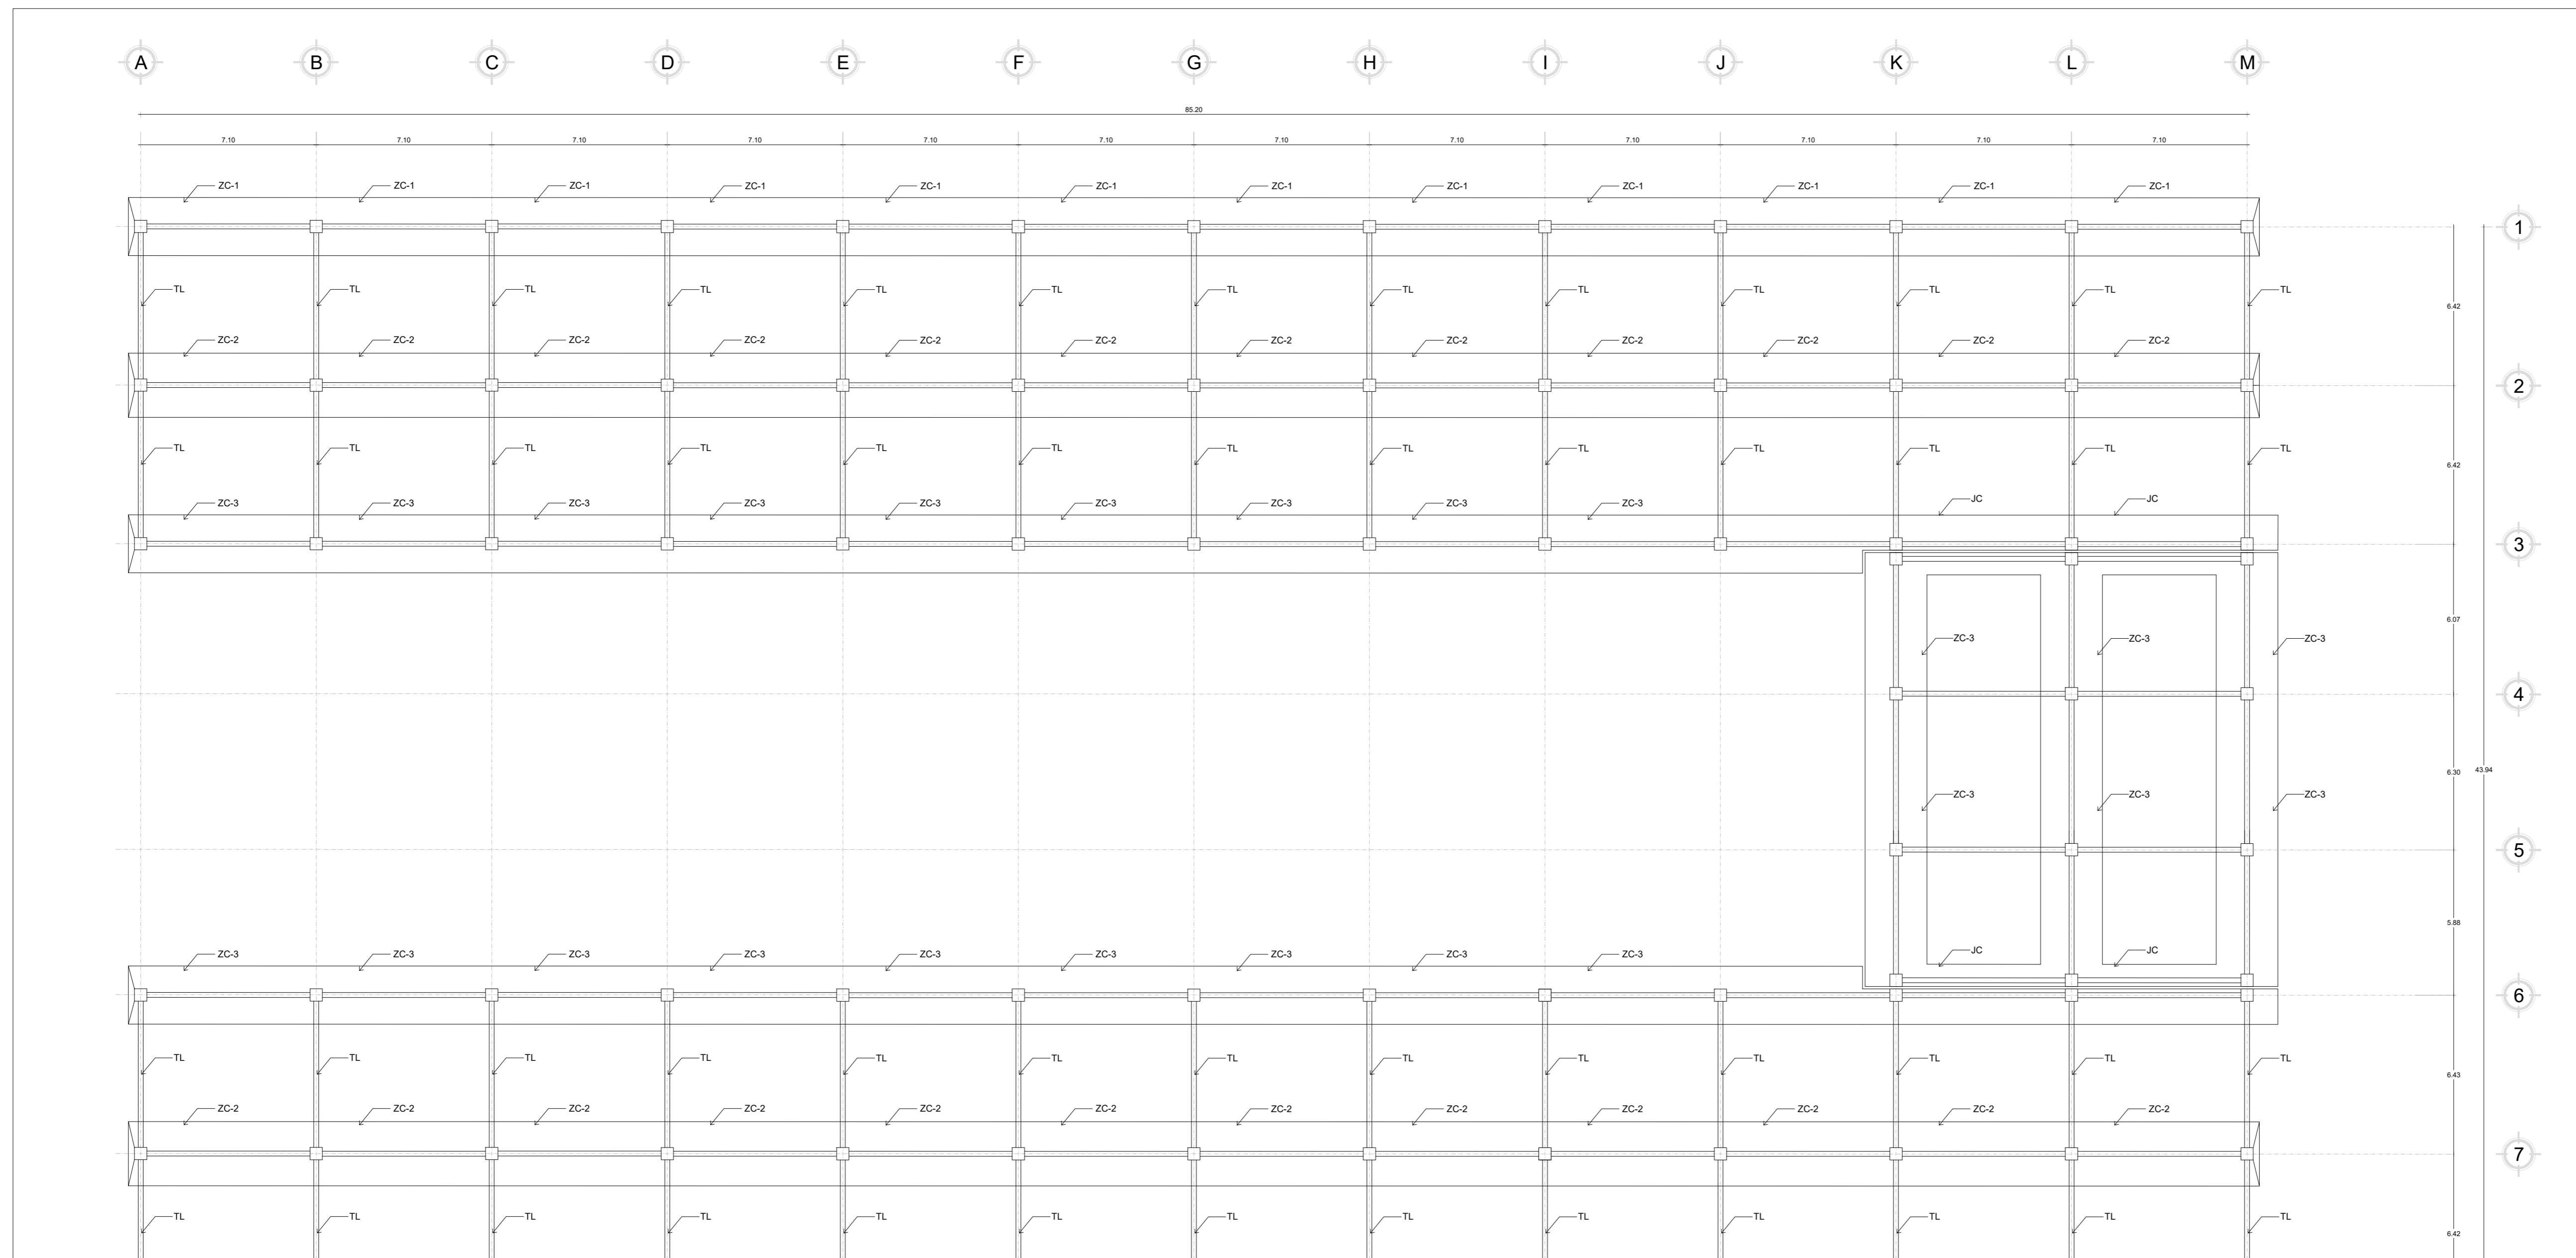 A B C D E F G H I J K L M
85.20
7.10 7.10 7.10 7.10 7.10 7.10 7.10 7.10 7.10 7.10 7.10 7.10
ZC-1 ZC-1 ZC-1 ZC-1 ZC-1 ZC-1 ZC-1 ZC-1 ZC-1 ZC-1 ZC-1 ZC-1
1
TL TL TL TL TL TL TL TL TL TL TL TL TL
6.42
ZC-2 ZC-2 ZC-2 ZC-2 ZC-2 ZC-2 ZC-2 ZC-2 ZC-2 ZC-2 ZC-2 ZC-2
2
TL TL TL TL TL TL TL TL TL TL TL TL TL
6.42
ZC-3 ZC-3 ZC-3 ZC-3 ZC-3 ZC-3 ZC-3 ZC-3 ZC-3 JC JC
3
6.07
ZC-3 ZC-3 ZC-3
4
6.30 43.94
ZC-3 ZC-3 ZC-3
5
5.88
ZC-3 ZC-3 ZC-3 ZC-3 ZC-3 ZC-3 ZC-3 ZC-3 ZC-3 JC JC
6
TL TL TL TL TL TL TL TL TL TL TL TL TL
6.43
ZC-2 ZC-2 ZC-2 ZC-2 ZC-2 ZC-2 ZC-2 ZC-2 ZC-2 ZC-2 ZC-2 ZC-2
7
TL TL TL TL TL TL TL TL TL TL TL TL TL
6.42